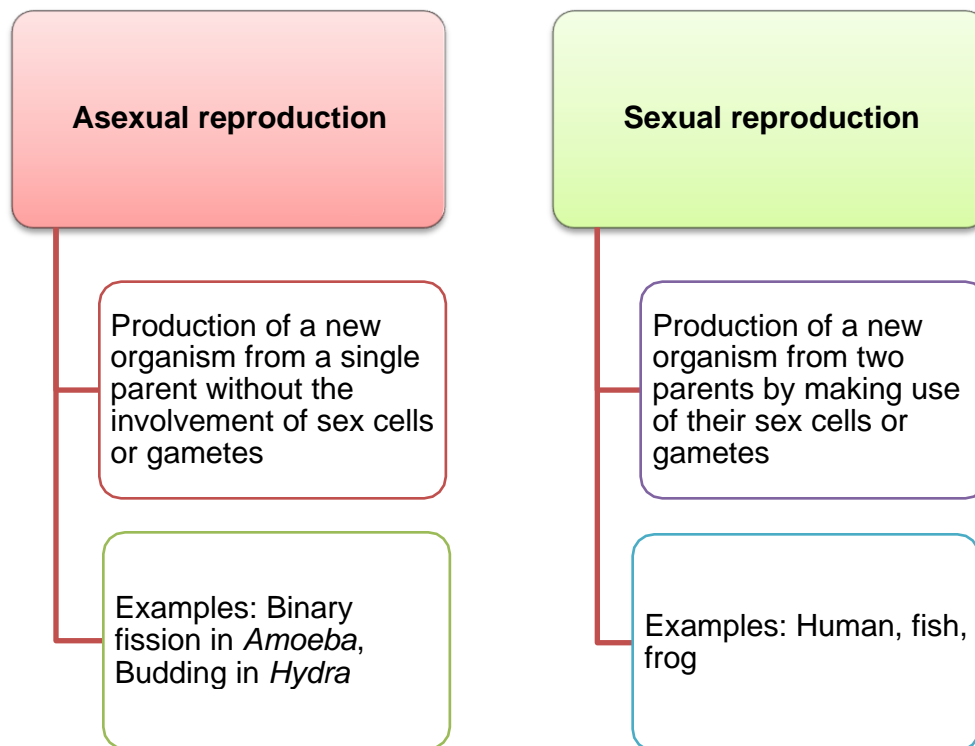 Asexual reproduction
Production of a new
organism from a single
parent without the
involvement of sex cells
or gametes
Examples: Binary
fission in Amoeba,
Budding in Hydra
Sexual reproduction
Production of a new
organism from two
parents by making use
of their sex cells or
gametes
Examples: Human, fish,
frog